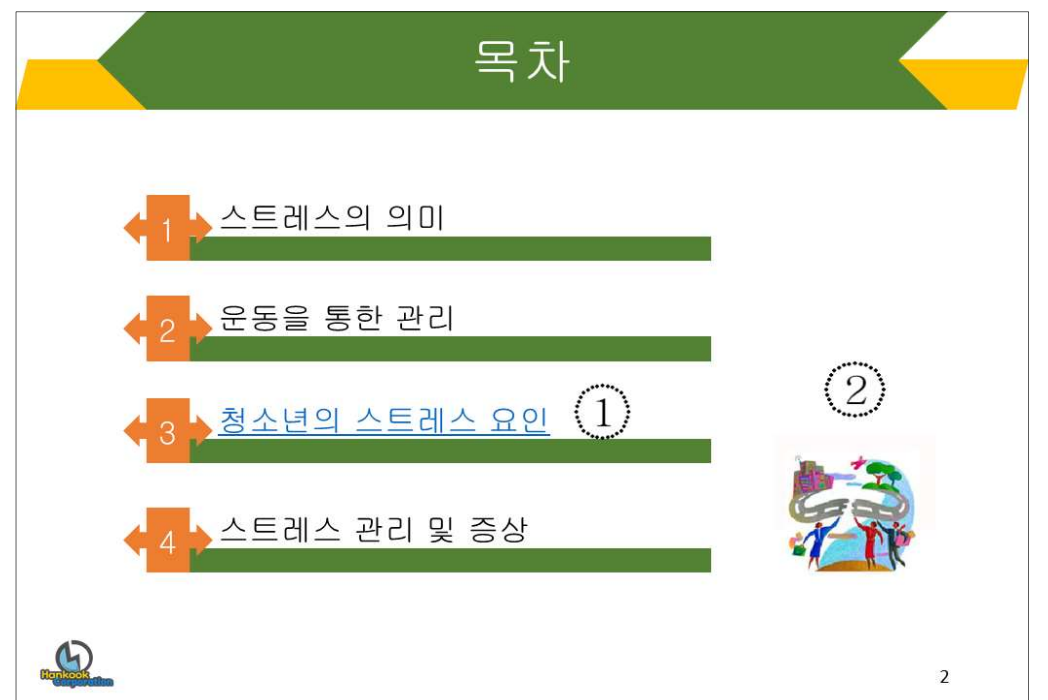 목차
1 스트레스의 의미
2 운동을 통한 관리
3 청소년의 스트레스 요인 ①
②
4 스트레스 관리 및 증상
Hankook
Corporation
2